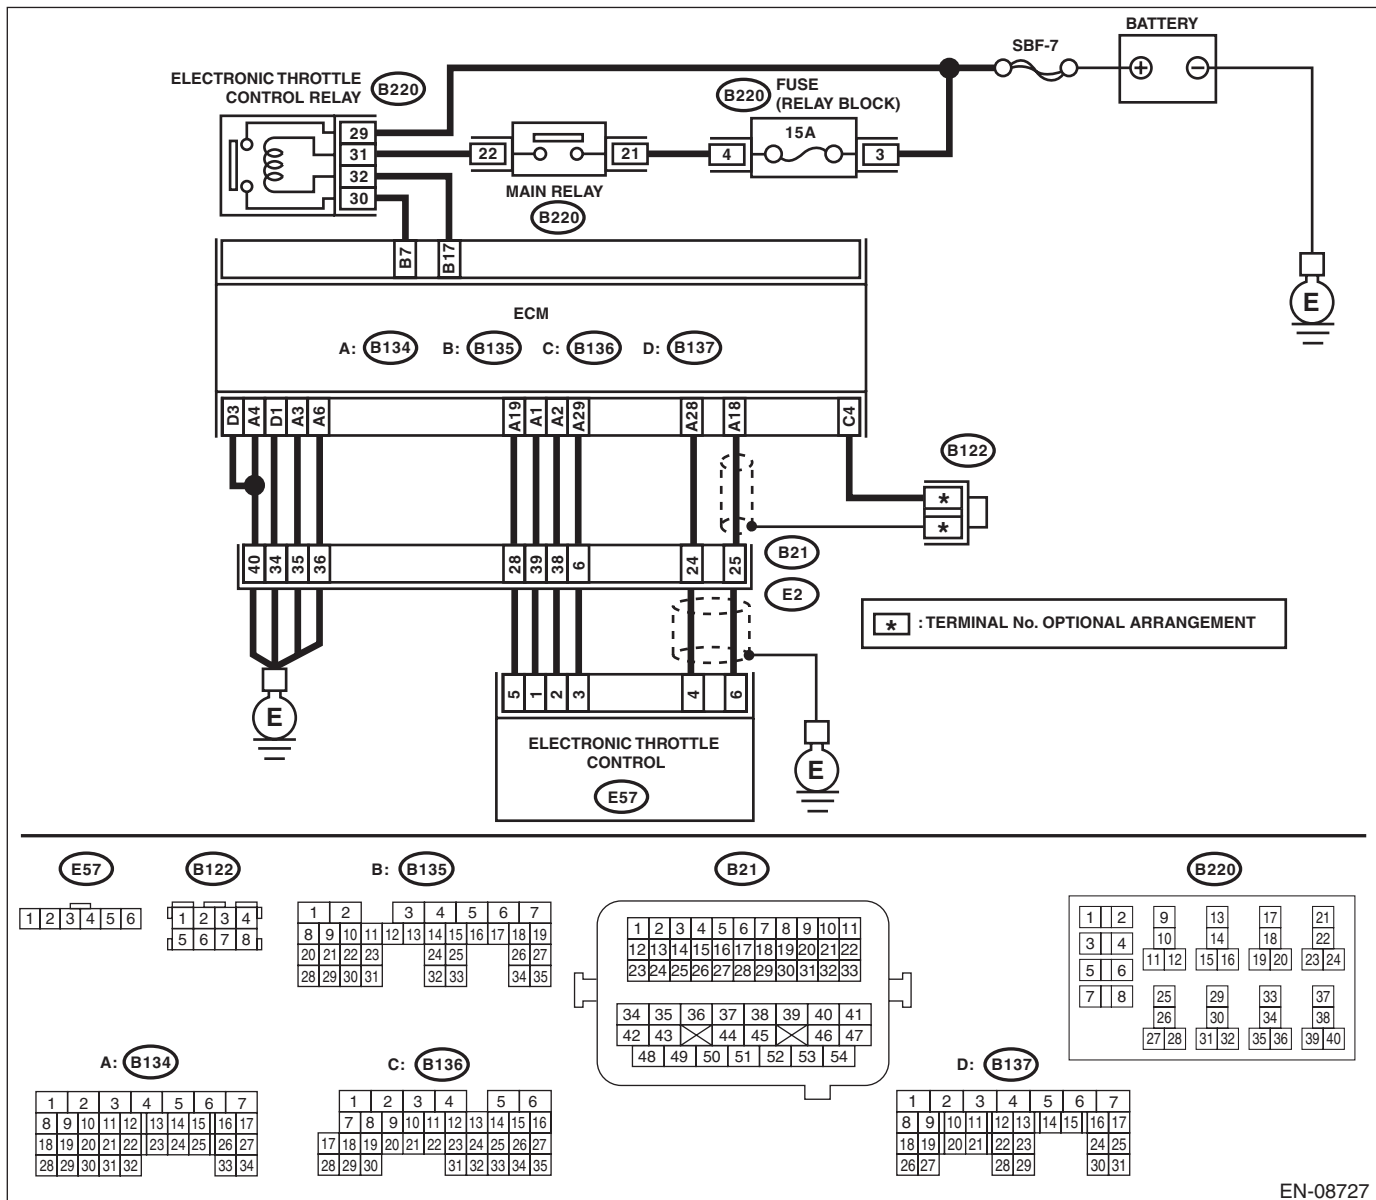 BATTERY
SBF-7
ELECTRONIC THROTTLE
CONTROL RELAY
B220
B220
FUSE
(RELAY BLOCK)
15A
29
31
32
30
22
21
4
3
MAIN RELAY
B220
B7
B17
E
ECM
A: B134 B: B135 C: B136 D: B137
D3 A4 D1 A3 A6 A19 A1 A2 A29 A28 A18 C4
B122
*
*
40 34 35 36 28 39 38 6 24 25
B21
E2
* : TERMINAL No. OPTIONAL ARRANGEMENT
5 1 2 3 4 6
E
ELECTRONIC THROTTLE
CONTROL
E57
E
E57
1 2 3 4 5 6
B122
1 2 3 4
5 6 7 8
B: B135
1 2 3 4 5 6 7
8 9 10 11 12 13 14 15 16 17 18 19
20 21 22 23 24 25 26 27
28 29 30 31 32 33 34 35
B21
1 2 3 4 5 6 7 8 9 10 11
12 13 14 15 16 17 18 19 20 21 22
23 24 25 26 27 28 29 30 31 32 33
34 35 36 37 38 39 40 41
42 43 44 45 46 47
48 49 50 51 52 53 54
B220
1 2 9 13 17 21
3 4 10 14 18 22
5 6 11 12 15 16 19 20 23 24
7 8 25 29 33 37
26 30 34 38
27 28 31 32 35 36 39 40
A: B134
1 2 3 4 5 6 7
8 9 10 11 12 13 14 15 16 17
18 19 20 21 22 23 24 25 26 27
28 29 30 31 32 33 34
C: B136
1 2 3 4 5 6
7 8 9 10 11 12 13 14 15 16
17 18 19 20 21 22 23 24 25 26 27
28 29 30 31 32 33 34 35
D: B137
1 2 3 4 5 6 7
8 9 10 11 12 13 14 15 16 17
18 19 20 21 22 23 24 25
26 27 28 29 30 31
EN-08727